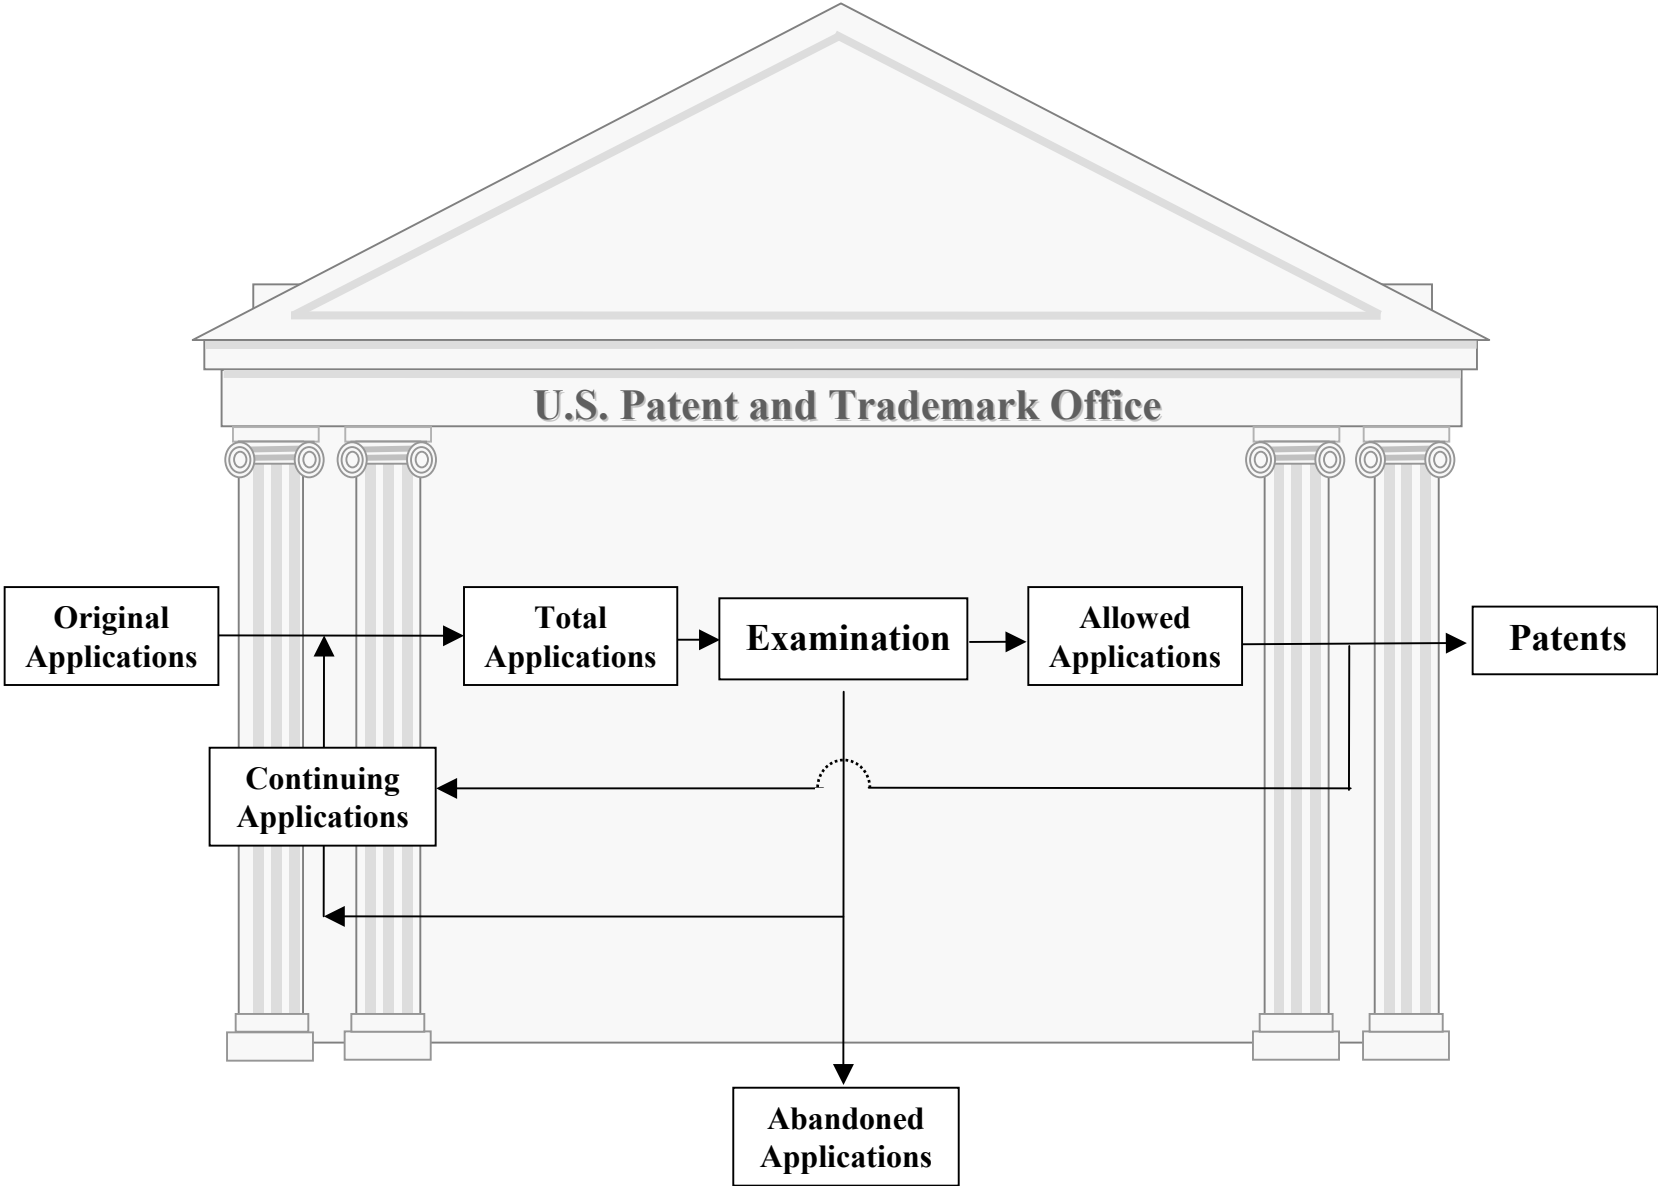 U.S. Patent and Trademark Office
Original
Applications
Total
Applications
Examination
Allowed
Applications
Patents
Continuing
Applications
Abandoned
Applications